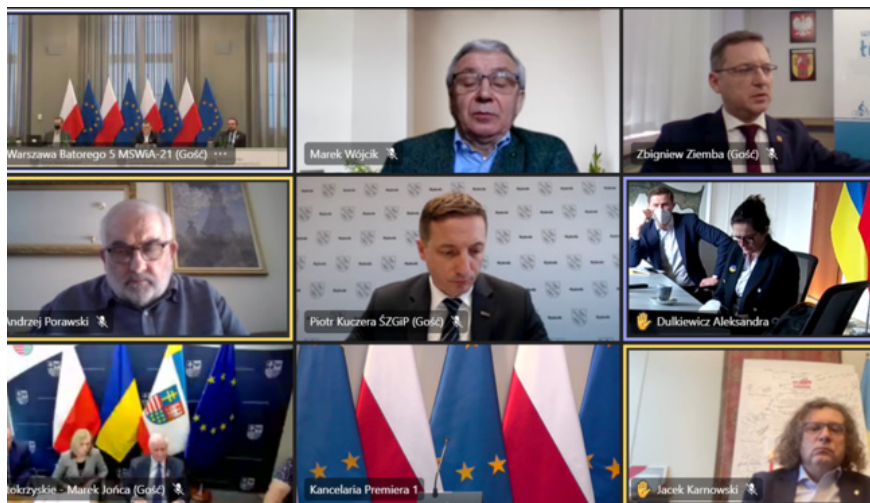 Warszawa Batorego 5 MSWiA-21 (Gość) ...
Marek Wójcik
Zbigniew Ziemba (Gość)
Andrzej Porawski
Piotr Kuczera ŚZGiP (Gość)
Dulkiewicz Aleksandra
tokrzyskie - Marek Jońca (Gość)
Kancelaria Premiera 1
Jacek Karnowski